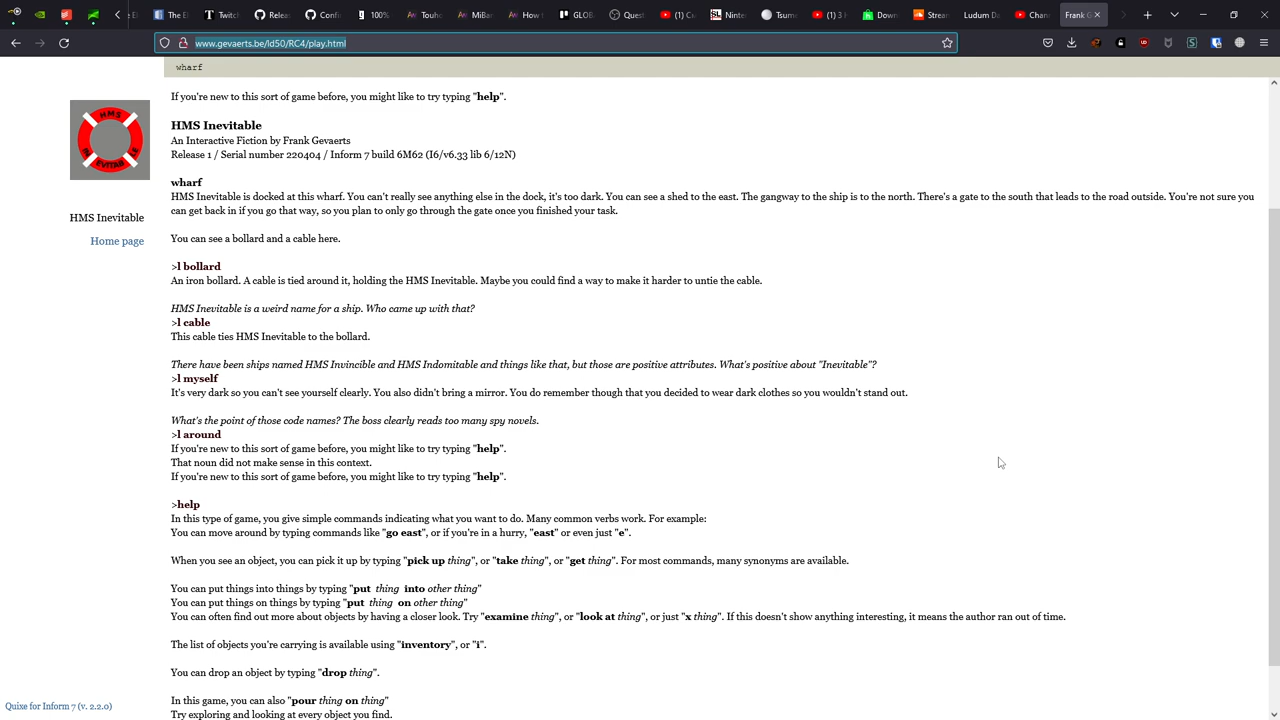 (1) C
Ninte
Tsum
(3) C
I EX
GLOB
Quest
(1) Cu
Ninte
Tsuru
(3) Ch
Down
Stream
Ludum Da
Chane
Frank G
www.gevaerts.be/ld50/RC4/play.html
wharf
If you're new to this sort of game before, you might like to try typing "help".
HMS Inevitable
An Interactive Fiction by Frank Gevaerts
Release 1 / Serial number 220404 / Inform 7 build 6M62 (I6/v6.33 lib 6/12N)
wharf
HMS Inevitable is docked at this wharf. You can't really see anything else in the dock, it's too dark. You can see a shed to the east. The gangway to the ship is to the north. There's a gate to the south that leads to the road outside. You're not sure you
can get back in if you go that way, so you plan to only go through the gate once you finished your task.
You can see a bollard and a cable here.
>l bollard
An iron bollard. A cable is tied around it, holding the HMS Inevitable. Maybe you could find a way to make it harder to untie the cable.
HMS Inevitable is a weird name for a ship. Who came up with that?
>l cable
This cable ties HMS Inevitable to the bollard.
There have been ships named HMS Invincible and HMS Indomitable and things like that, but those are positive attributes. What's positive about "Inevitable"?
>l myself
It's very dark so you can't see yourself clearly. You also didn't bring a mirror. You do remember though that you decided to wear dark clothes so you wouldn't stand out.
What's the point of those code names? The boss clearly reads too many spy novels.
>l around
If you're new to this sort of game before, you might like to try typing "help".
That noun did not make sense in this context.
If you're new to this sort of game before, you might like to try typing "help".
>help
In this type of game, you give simple commands indicating what you want to do. Many common verbs work. For example:
You can move around by typing commands like "go east", or if you're in a hurry, "east" or even just "e".
When you see an object, you can pick it up by typing "pick up thing", or "take thing", or "get thing". For most commands, many synonyms are available.
You can put things into things by typing "put thing into other thing"
You can put things on things by typing "put thing on other thing"
You can often find out more about objects by having a closer look. Try "examine thing", or "look at thing", or just "x thing". If this doesn't show anything interesting, it means the author ran out of time.
The list of objects you're carrying is available using "inventory", or "i".
You can drop an object by typing "drop thing".
In this game, you can also "pour thing on thing"
Try exploring and looking at every object you find.
HMS Inevitable
Home page
Quixe for Inform 7 (v. 2.2.0)